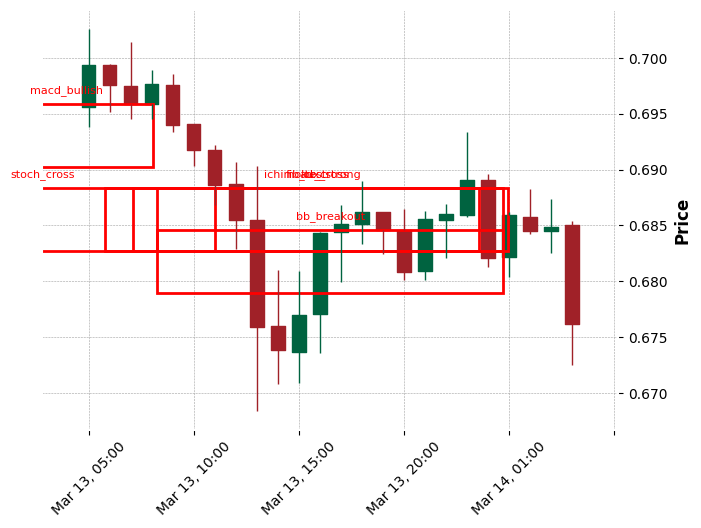 macd_bullish
stoch_cross
bb_breakout
0.700
0.695
0.690
0.685
0.680
0.675
0.670
Price
Mar 13, 05:00
Mar 13, 10:00
Mar 13, 15:00
Mar 13, 20:00
Mar 14, 01:00